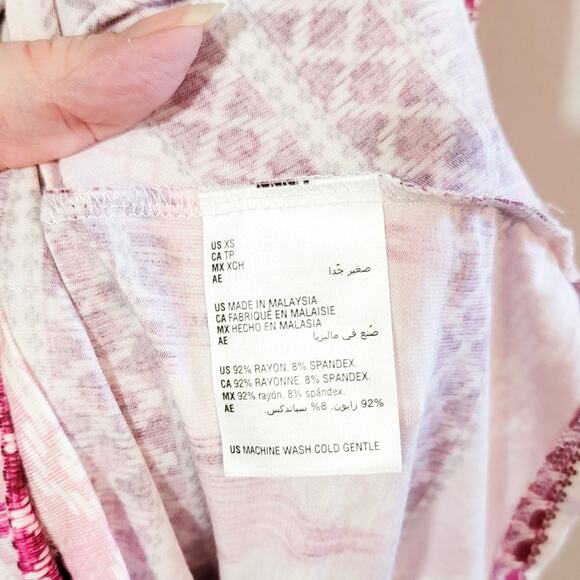 US XS
CA TP
MX XCH
AE صغير جّدا
US MADE IN MALAYSIA
CA FABRIQUÉ EN MALAISIE
MX HECHO EN MALASIA
AE صُنع في ماليزيا
US 92% RAYON. 8% SPANDEX.
CA 92% RAYONNE. 8% SPANDEX.
MX 92% rayón. 8% spándex.
AE 92% رايون. 8% سباندكس.
US MACHINE WASH COLD GENTLE